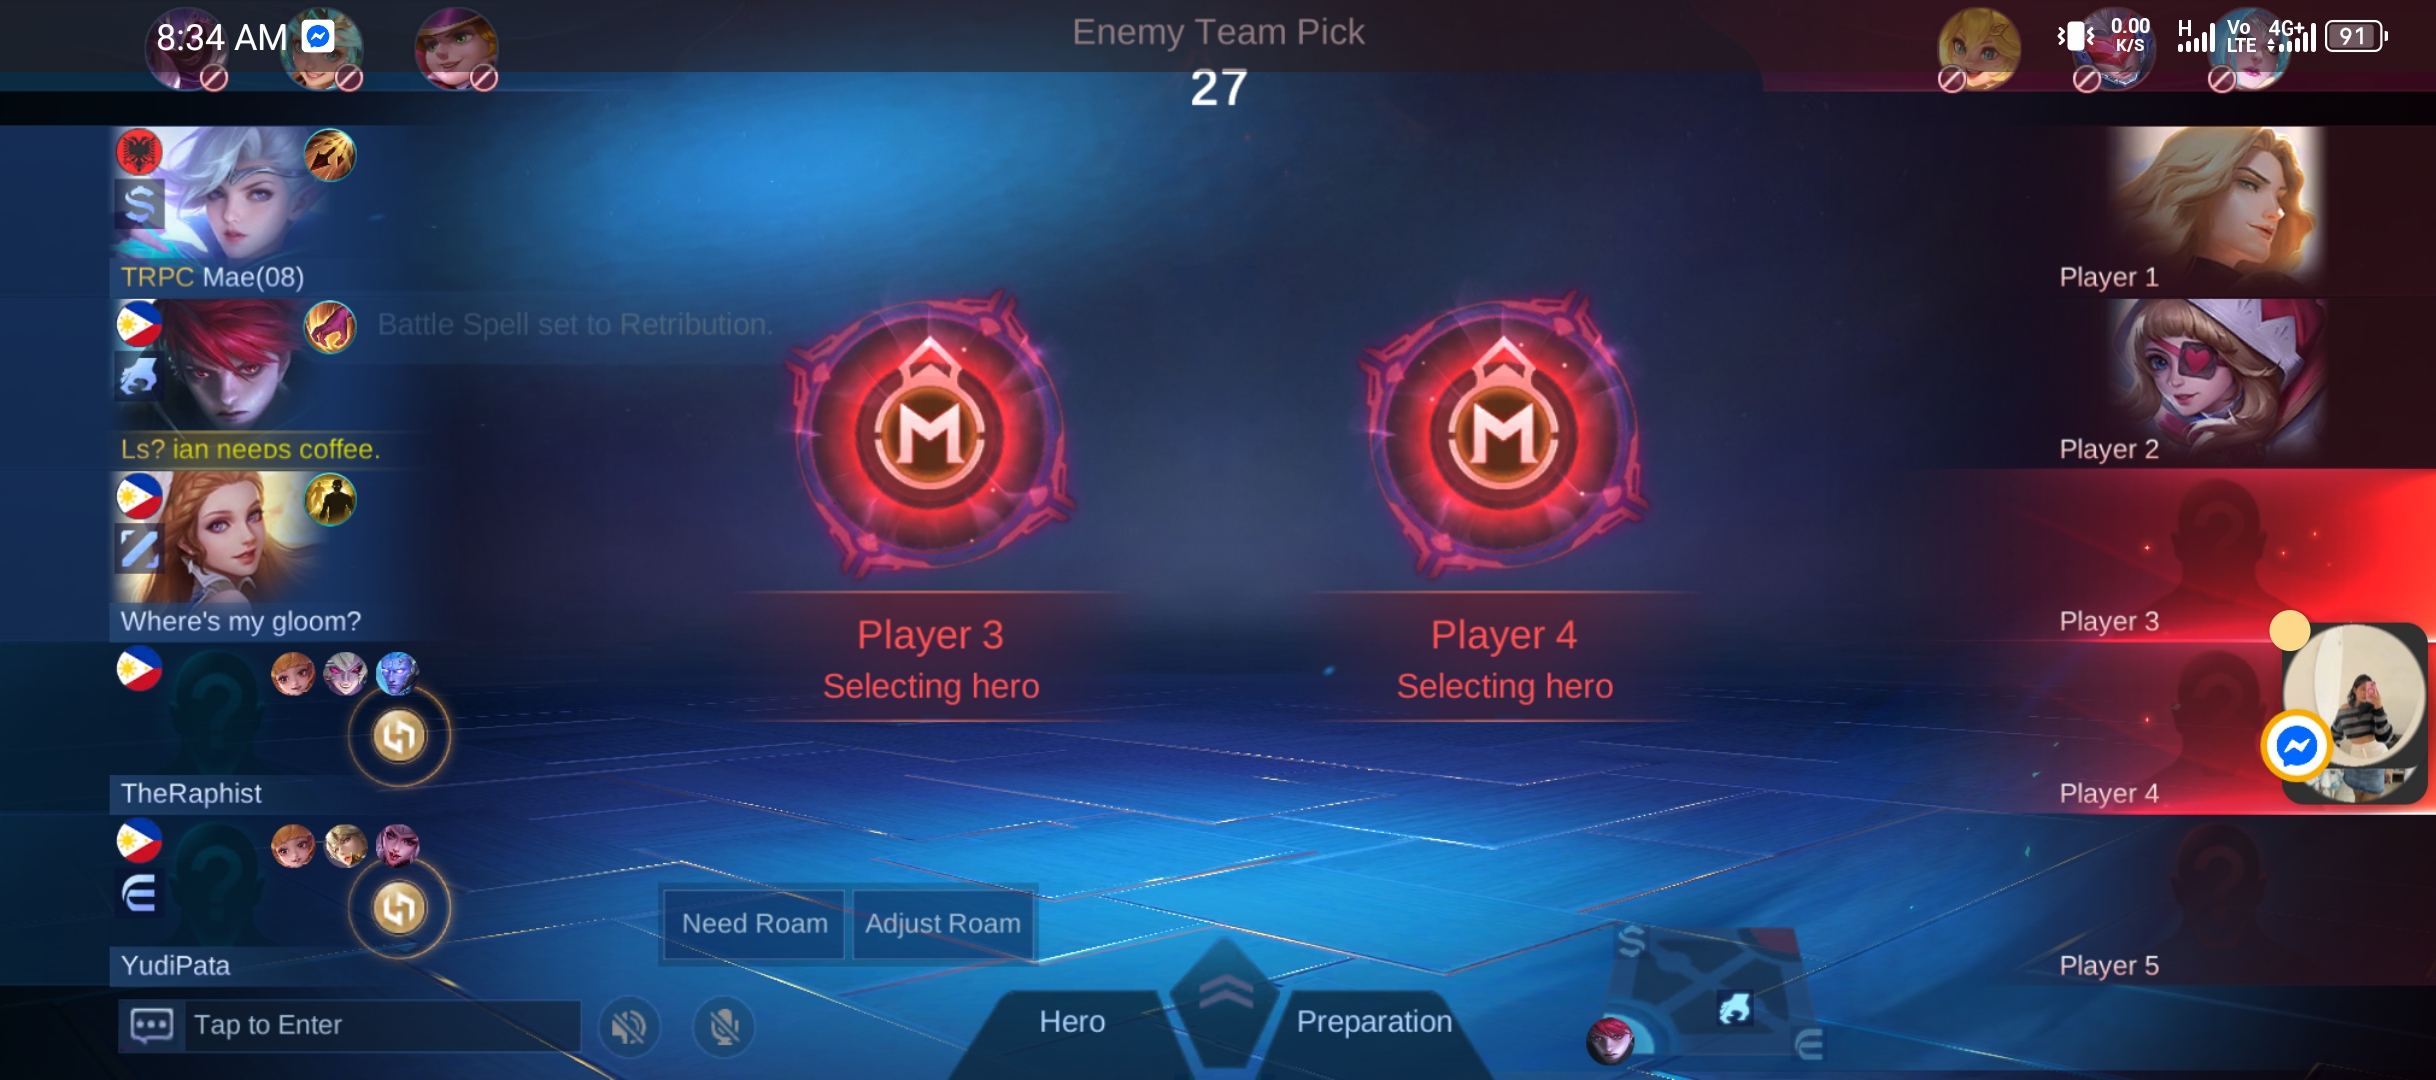 8:34 AM
Enemy Team Pick
0.00
K/S
H
Vo
LTE
4G+
91
27
TRPC Mae(08)
Player 1
Battle Spell set to Retribution.
Ls? ian needs coffee.
Player 2
Where's my gloom?
Player 3
Selecting hero
Player 4
Selecting hero
Player 3
TheRaphist
Player 4
Need Roam
Adjust Roam
YudiPata
Player 5
Tap to Enter
Hero
Preparation